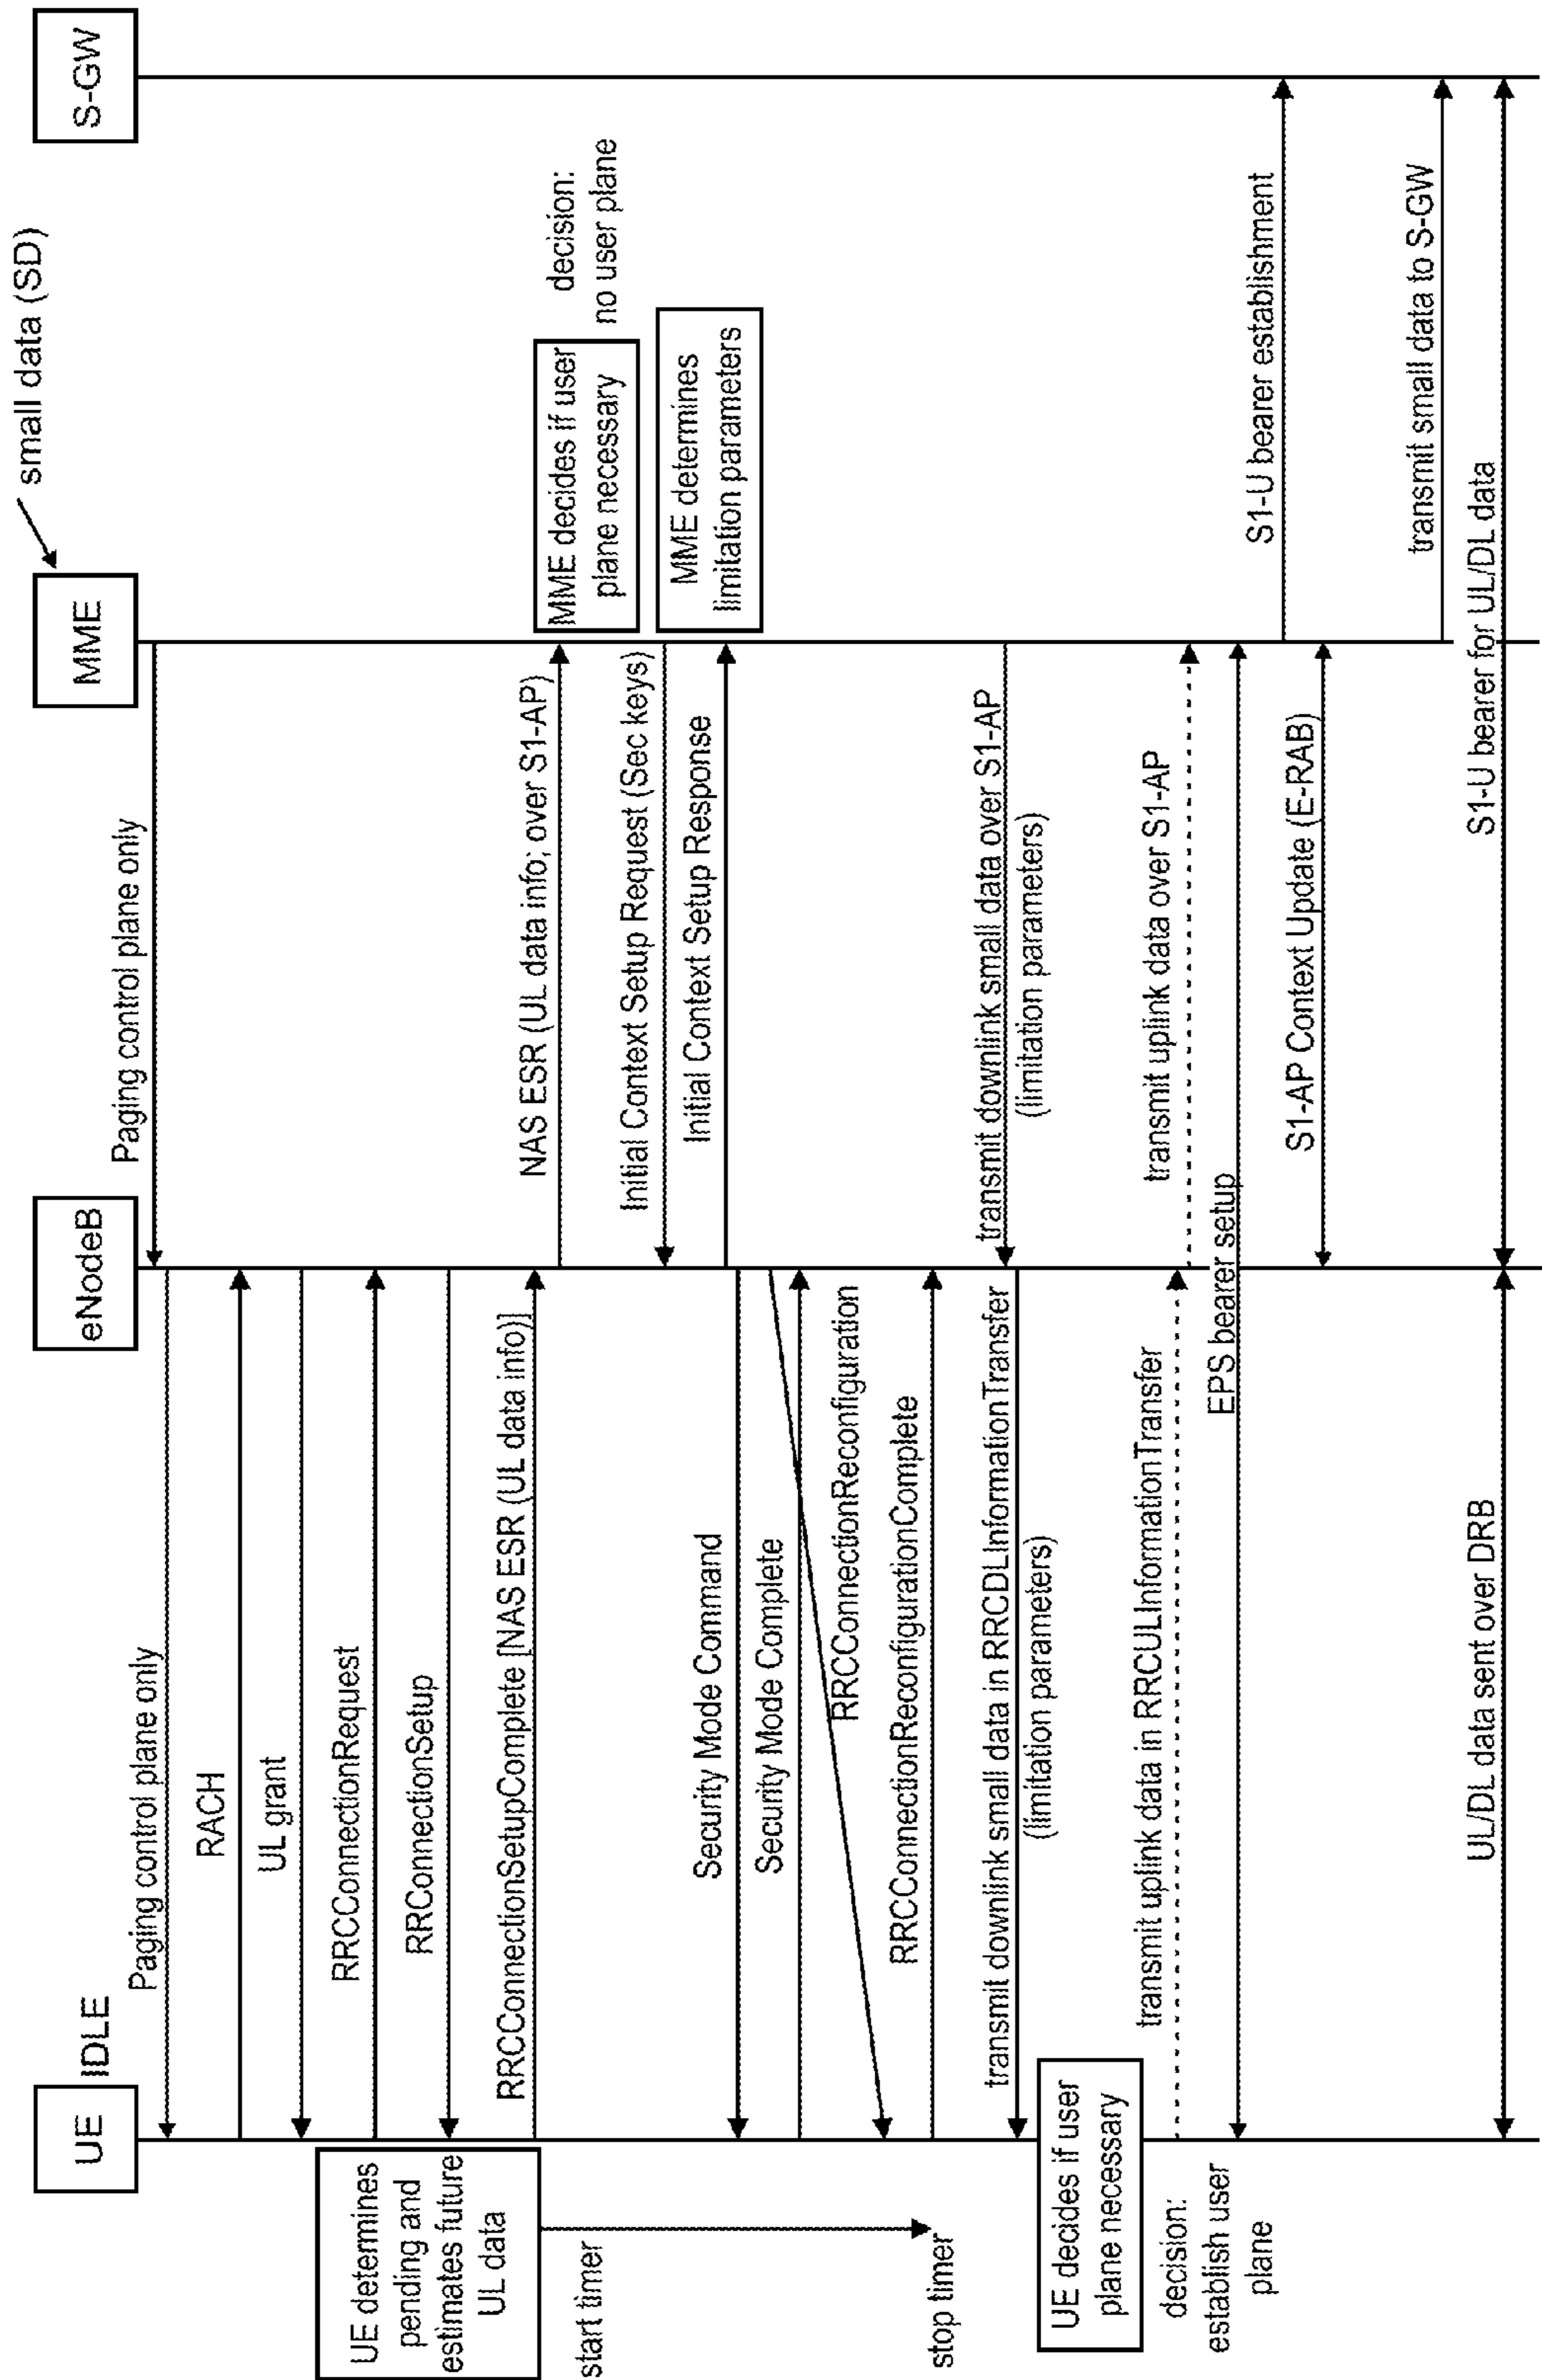 small data (SD)
UE
IDLE
eNodeB
MME
S-GW
Paging control plane only
Paging control plane only
RACH
UL grant
RRCConnectionRequest
RRConnectionSetup
UE determines
pending and
estimates future
UL data
RRCConnectionSetupComplete [NAS ESR (UL data info)]
NAS ESR (UL data info; over S1-AP)
MME decides if user
plane necessary
decision:
no user plane
start timer
Initial Context Setup Request (Sec keys)
MME determines
limitation parameters
Initial Context Setup Response
Security Mode Command
Security Mode Complete
RRCConnectionReconfiguration
RRCConnectionReconfigurationComplete
stop timer
transmit downlink small data over S1-AP
(limitation parameters)
transmit downlink small data in RRCDLInformationTransfer
(limitation parameters)
UE decides if user
plane necessary
decision:
establish user
plane
transmit uplink data in RRCULInformationTransfer
transmit uplink data over S1-AP
EPS bearer setup
S1-U bearer establishment
S1-AP Context Update (E-RAB)
transmit small data to S-GW
UL/DL data sent over DRB
S1-U bearer for UL/DL data